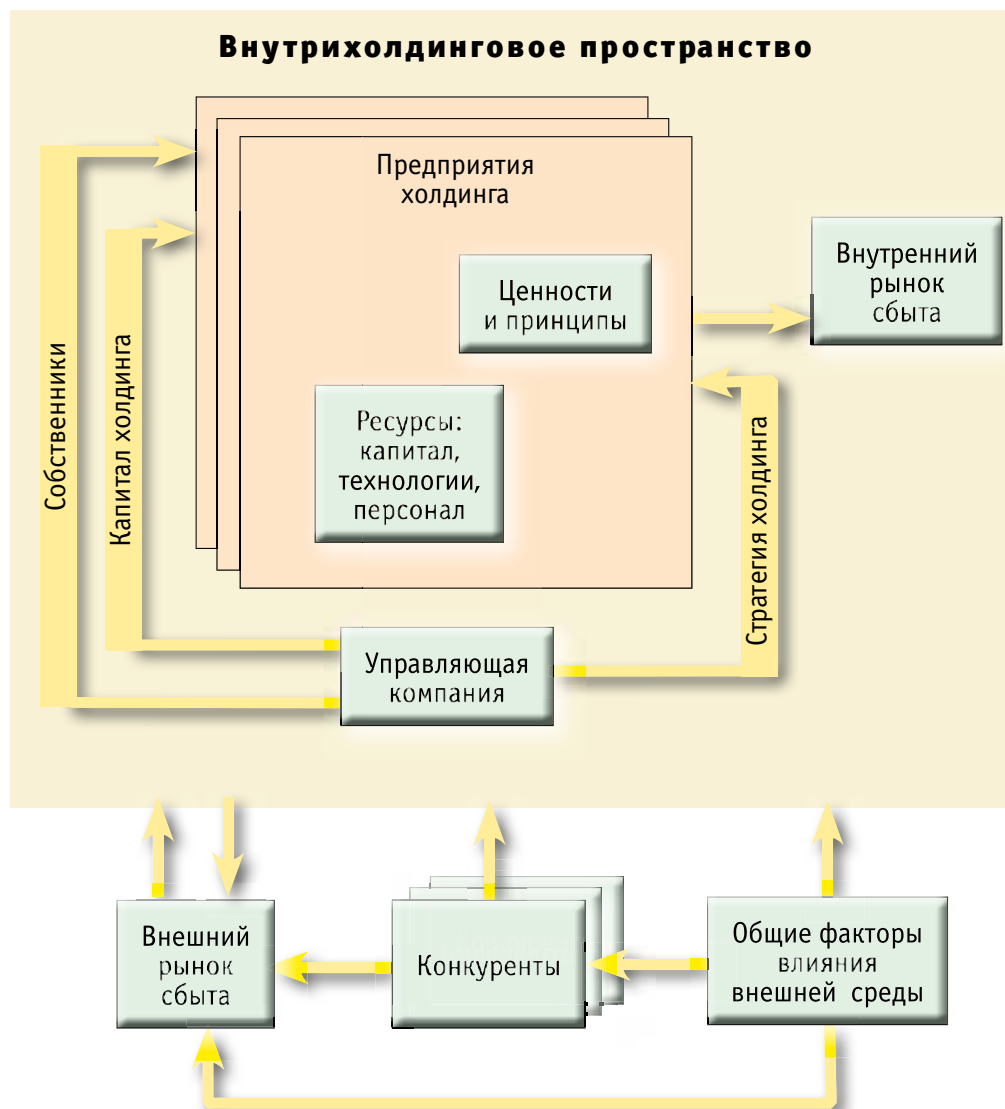 Внутрихолдинговое пространство
Предприятия
холдинга
Ценности
и принципы
Внутренний
рынок
сбыта
Ресурсы:
капитал,
технологии,
персонал
Собственники
Капитал холдинга
Стратегия холдинга
Управляющая
компания
Внешний
рынок
сбыта
Конкуренты
Общие факторы
влияния
внешней среды